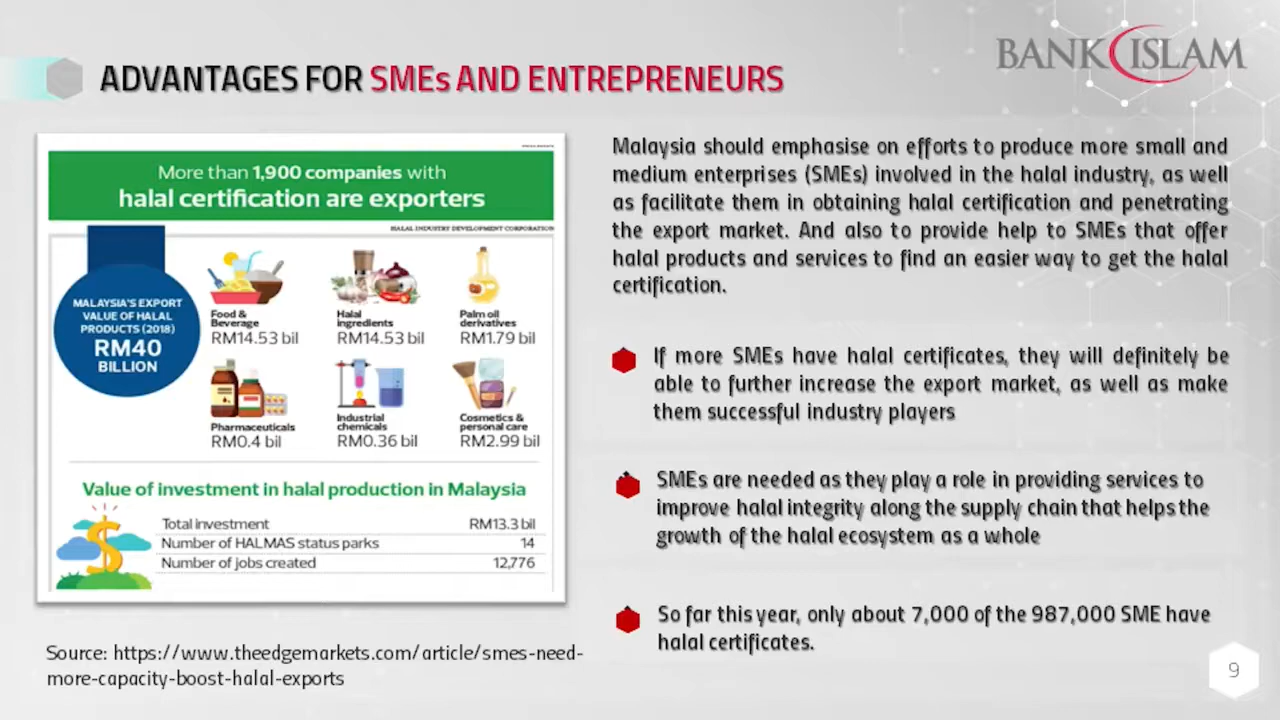 BANK ISLAM
ADVANTAGES FOR SMEs AND ENTREPRENEURS
More than 1,900 companies with
halal certification are exporters
HALAL INDUSTRY DEVELOPMENT CORPORATION
MALAYSIA'S EXPORT
VALUE OF HALAL
PRODUCTS (2018)
RM40
BILLION
Food &
Beverage
RM14.53 bil
Halal
ingredients
RM14.53 bil
Palm oil
derivatives
RM1.79 bil
Pharmaceuticals
RM0.4 bil
Industrial
chemicals
RM0.36 bil
Cosmetics &
personal care
RM2.99 bil
Value of investment in halal production in Malaysia
Total investment RM13.3 bil
Number of HALMAS status parks 14
Number of jobs created 12,776
Source: https://www.theedgemarkets.com/article/smes-need-
more-capacity-boost-halal-exports
Malaysia should emphasise on efforts to produce more small and
medium enterprises (SMEs) involved in the halal industry, as well
as facilitate them in obtaining halal certification and penetrating
the export market. And also to provide help to SMEs that offer
halal products and services to find an easier way to get the halal
certification.
If more SMEs have halal certificates, they will definitely be
able to further increase the export market, as well as make
them successful industry players
SMEs are needed as they play a role in providing services to
improve halal integrity along the supply chain that helps the
growth of the halal ecosystem as a whole
So far this year, only about 7,000 of the 987,000 SME have
halal certificates.
9